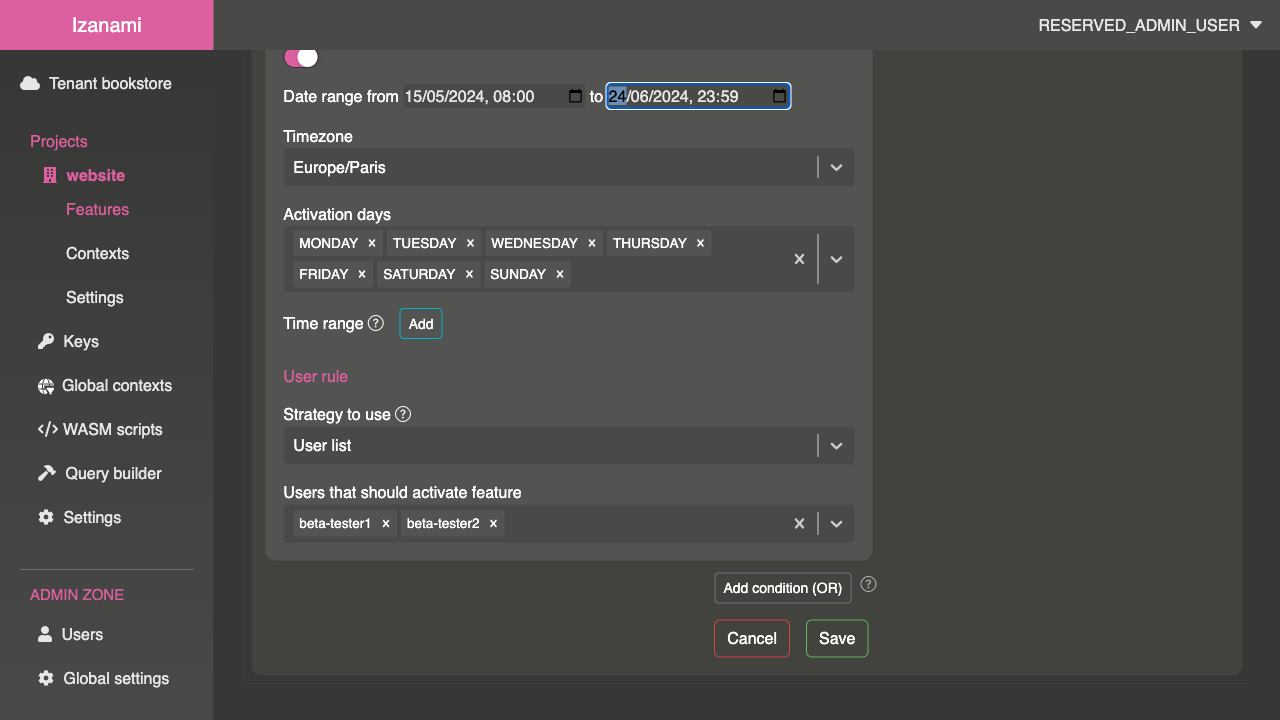 Izanami
RESERVED_ADMIN_USER
Tenant bookstore
Projects
website
Features
Contexts
Settings
Keys
Global contexts
WASM scripts
Query builder
Settings
ADMIN ZONE
Users
Global settings
Date range from 15/05/2024, 08:00 to 24/06/2024, 23:59
Timezone
Europe/Paris
Activation days
MONDAY × TUESDAY × WEDNESDAY × THURSDAY ×
FRIDAY × SATURDAY × SUNDAY ×
Time range ? Add
User rule
Strategy to use ?
User list
Users that should activate feature
beta-tester1 × beta-tester2 ×
Add condition (OR) ?
Cancel Save